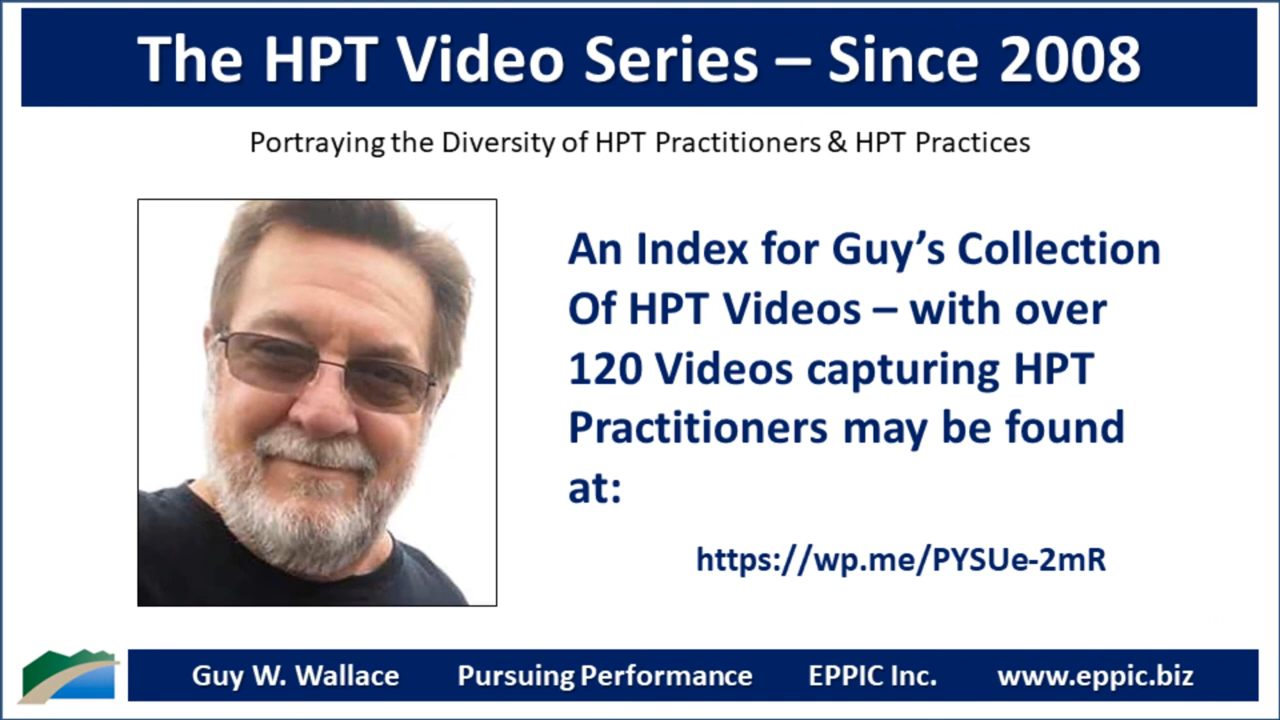 The HPT Video Series – Since 2008
Portraying the Diversity of HPT Practitioners & HPT Practices
An Index for Guy’s Collection
Of HPT Videos – with over
120 Videos capturing HPT
Practitioners may be found
at:
https://wp.me/PYSUe-2mR
Guy W. Wallace Pursuing Performance EPPIC Inc. www.eppic.biz